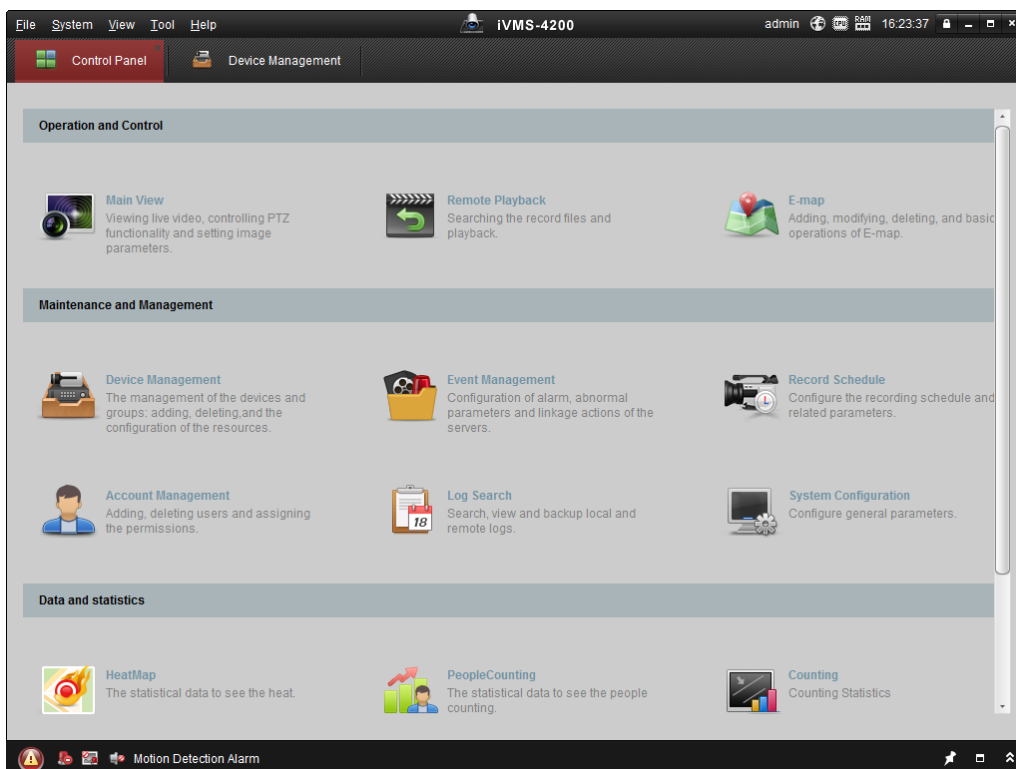 File System View Tool Help iVMS-4200 admin CPU RAM 16:23:37
Control Panel Device Management
Operation and Control
Main View
Viewing live video, controlling PTZ
functionality and setting image
parameters.
Remote Playback
Searching the record files and
playback.
E-map
Adding, modifying, deleting, and basic
operations of E-map.
Maintenance and Management
Device Management
The management of the devices and
groups: adding, deleting,and the
configuration of the resources.
Event Management
Configuration of alarm, abnormal
parameters and linkage actions of the
servers.
Record Schedule
Configure the recording schedule and
related parameters.
Account Management
Adding, deleting users and assigning
the permissions.
18
Log Search
Search, view and backup local and
remote logs.
System Configuration
Configure general parameters.
Data and statistics
HeatMap
The statistical data to see the heat.
PeopleCounting
The statistical data to see the people
counting.
Counting
Counting Statistics
Motion Detection Alarm